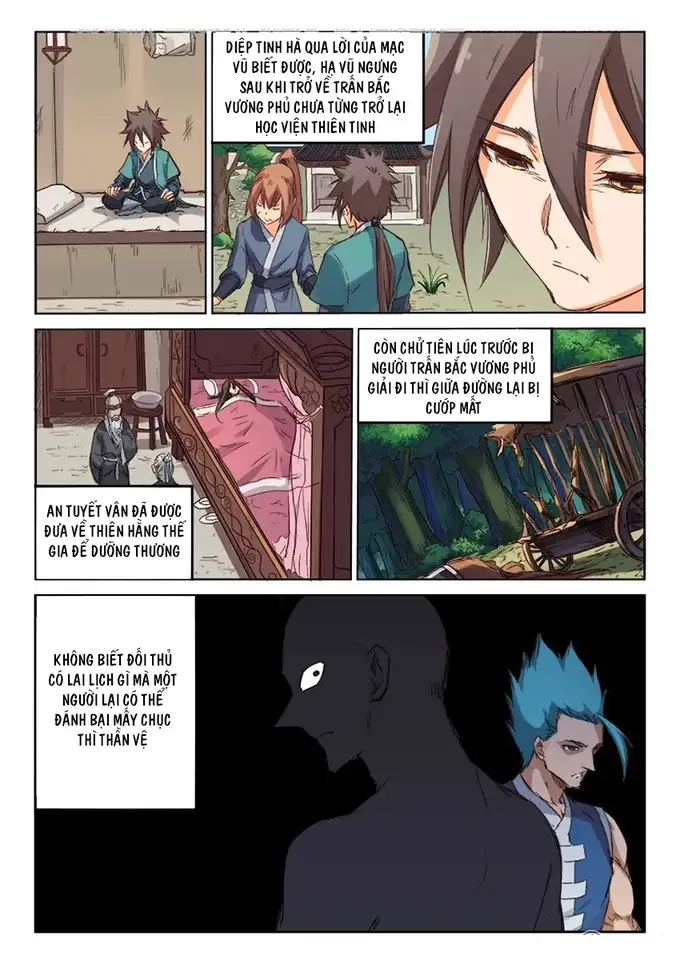 DIỆP TINH HÀ QUA LỜI CỦA MẠC
VŨ BIẾT ĐƯỢC, HẠ VŨ NGƯNG
SAU KHI TRỞ VỀ TRẤN BẮC
VƯƠNG PHỦ CHƯA TỪNG TRỞ LẠI
HỌC VIỆN THIÊN TINH
CÒN CHỬ TIÊN LÚC TRƯỚC BỊ
NGƯỜI TRẤN BẮC VƯƠNG PHỦ
GIẢI ĐI THÌ GIỮA ĐƯỜNG LẠI BỊ
CƯỚP MẤT
AN TUYẾT VÂN ĐÃ ĐƯỢC
ĐƯA VỀ THIÊN HẰNG THẾ
GIA ĐỂ DƯỠNG THƯƠNG
KHÔNG BIẾT ĐỐI THỦ
CÓ LAI LỊCH GÌ MÀ MỘT
NGƯỜI LẠI CÓ THỂ
ĐÁNH BẠI MẤY CHỤC
THÌ THẦN VỆ